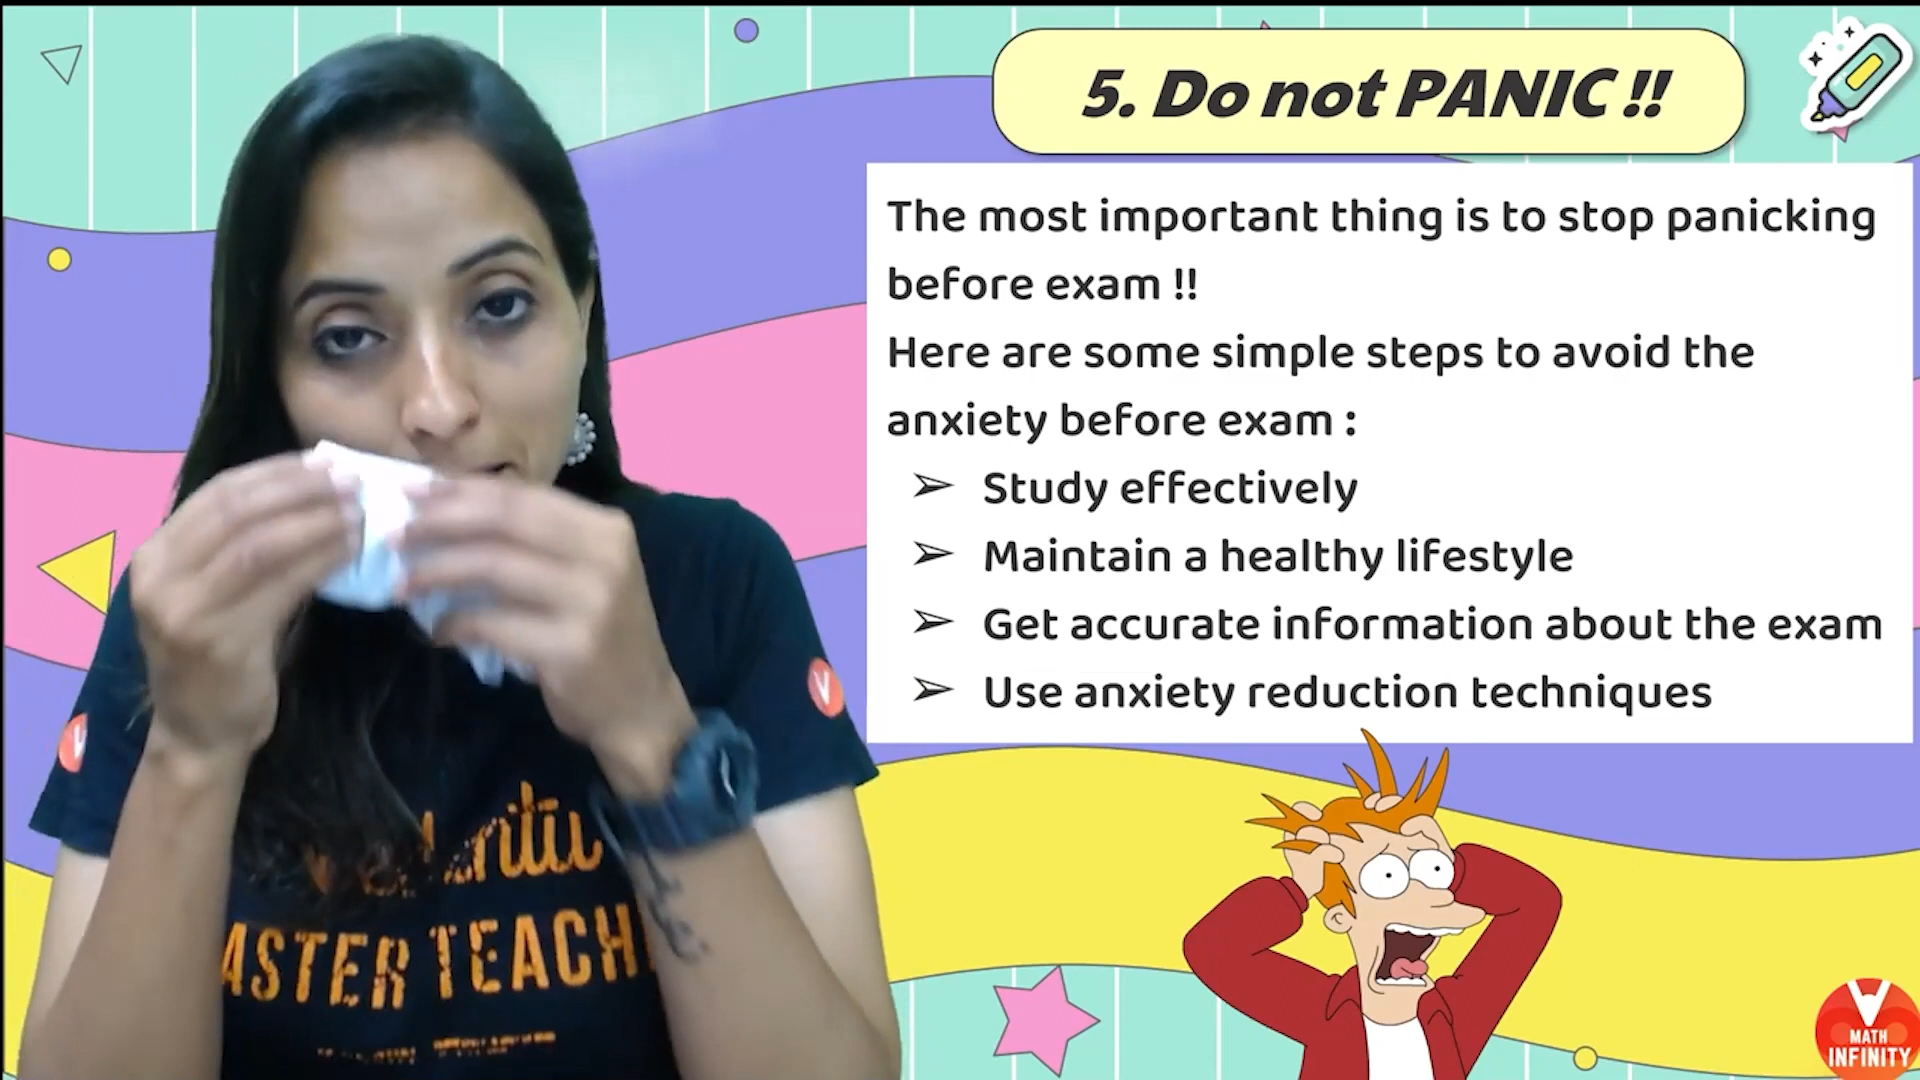 5. Do not PANIC !!
The most important thing is to stop panicking
before exam !!
Here are some simple steps to avoid the
anxiety before exam :
➢ Study effectively
➢ Maintain a healthy lifestyle
➢ Get accurate information about the exam
➢ Use anxiety reduction techniques
ASTER TEACH
MATH
INFINITY